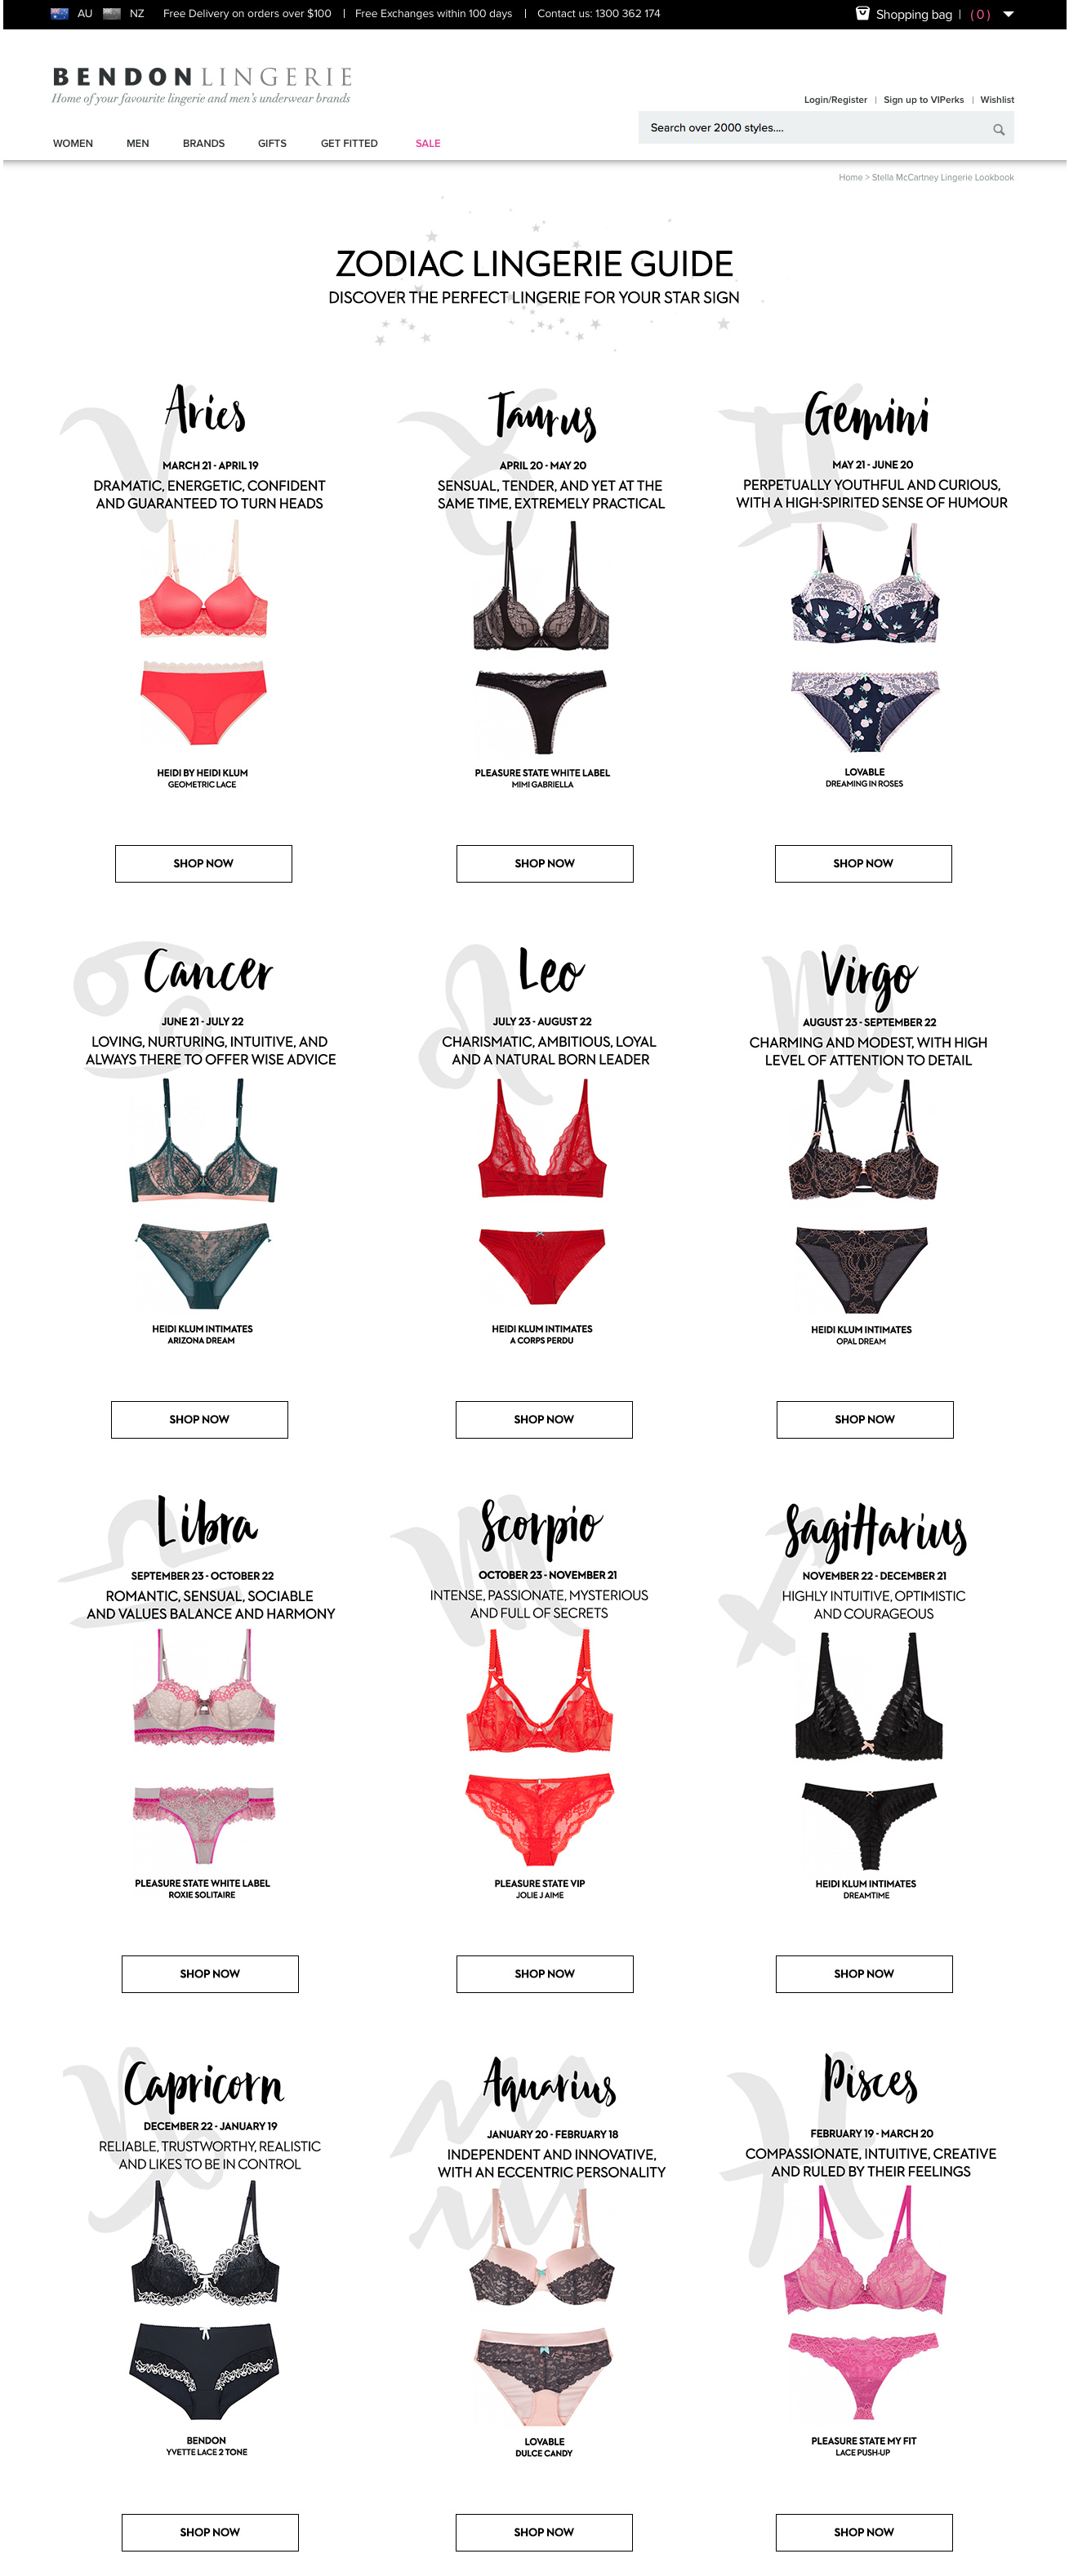 AU NZ Free Delivery on orders over $100 | Free Exchanges within 100 days | Contact us: 1300 362 174 Shopping bag | ( 0 )
BENDON LINGERIE
Home of your favourite lingerie and men's underwear brands
Login/Register | Sign up to VIPerks | Wishlist
Search over 2000 styles....
WOMEN MEN BRANDS GIFTS GET FITTED SALE
Home > Stella McCartney Lingerie Lookbook
ZODIAC LINGERIE GUIDE
DISCOVER THE PERFECT LINGERIE FOR YOUR STAR SIGN
Aries
MARCH 21 - APRIL 19
DRAMATIC, ENERGETIC, CONFIDENT
AND GUARANTEED TO TURN HEADS
HEIDI BY HEIDI KLUM
GEOMETRIC LACE
SHOP NOW
Taurus
APRIL 20 - MAY 20
SENSUAL, TENDER, AND YET AT THE
SAME TIME, EXTREMELY PRACTICAL
PLEASURE STATE WHITE LABEL
MIMI GABRIELLA
SHOP NOW
Gemini
MAY 21 - JUNE 20
PERPETUALLY YOUTHFUL AND CURIOUS,
WITH A HIGH-SPIRITED SENSE OF HUMOUR
LOVABLE
DREAMING IN ROSES
SHOP NOW
Cancer
JUNE 21 - JULY 22
LOVING, NURTURING, INTUITIVE, AND
ALWAYS THERE TO OFFER WISE ADVICE
HEIDI KLUM INTIMATES
ARIZONA DREAM
SHOP NOW
Leo
JULY 23 - AUGUST 22
CHARISMATIC, AMBITIOUS, LOYAL
AND A NATURAL BORN LEADER
HEIDI KLUM INTIMATES
A CORPS PERDU
SHOP NOW
Virgo
AUGUST 23 - SEPTEMBER 22
CHARMING AND MODEST, WITH HIGH
LEVEL OF ATTENTION TO DETAIL
HEIDI KLUM INTIMATES
OPAL DREAM
SHOP NOW
Libra
SEPTEMBER 23 - OCTOBER 22
ROMANTIC, SENSUAL, SOCIABLE
AND VALUES BALANCE AND HARMONY
PLEASURE STATE WHITE LABEL
ROXIE SOLITAIRE
SHOP NOW
Scorpio
OCTOBER 23 - NOVEMBER 21
INTENSE, PASSIONATE, MYSTERIOUS
AND FULL OF SECRETS
PLEASURE STATE VIP
JOLIE J AIME
SHOP NOW
Sagittarius
NOVEMBER 22 - DECEMBER 21
HIGHLY INTUITIVE, OPTIMISTIC
AND COURAGEOUS
HEIDI KLUM INTIMATES
DREAMTIME
SHOP NOW
Capricorn
DECEMBER 22 - JANUARY 19
RELIABLE, TRUSTWORTHY, REALISTIC
AND LIKES TO BE IN CONTROL
BENDON
YVETTE LACE 2 TONE
SHOP NOW
Aquarius
JANUARY 20 - FEBRUARY 18
INDEPENDENT AND INNOVATIVE,
WITH AN ECCENTRIC PERSONALITY
LOVABLE
DULCE CANDY
SHOP NOW
Pisces
FEBRUARY 19 - MARCH 20
COMPASSIONATE, INTUITIVE, CREATIVE
AND RULED BY THEIR FEELINGS
PLEASURE STATE MY FIT
LACE PUSH-UP
SHOP NOW